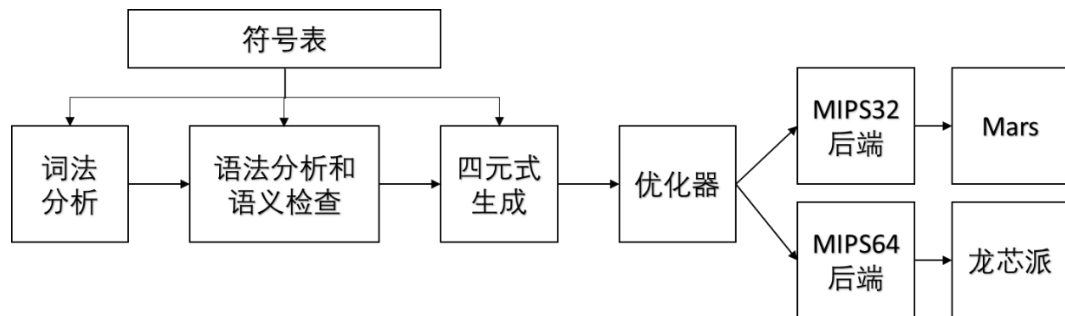 符号表
词法
分析
语法分析和
语义检查
四元式
生成
优化器
MIPS32
后端
Mars
MIPS64
后端
龙芯派